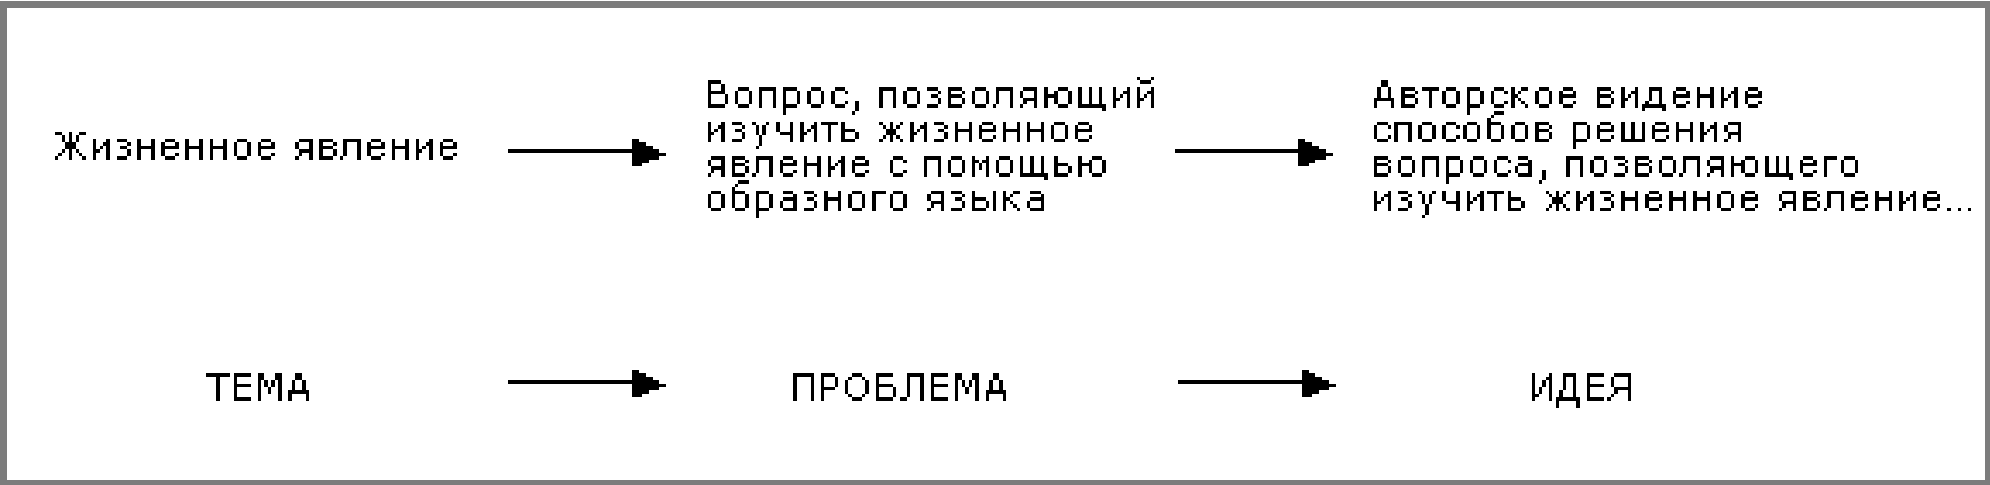 Жизненное явление
Вопрос, позволяющий
изучить жизненное
явление с помощью
образного языка
Авторское видение
способов решения
вопроса, позволяющего
изучить жизненное явление...
ТЕМА
ПРОБЛЕМА
ИДЕЯ